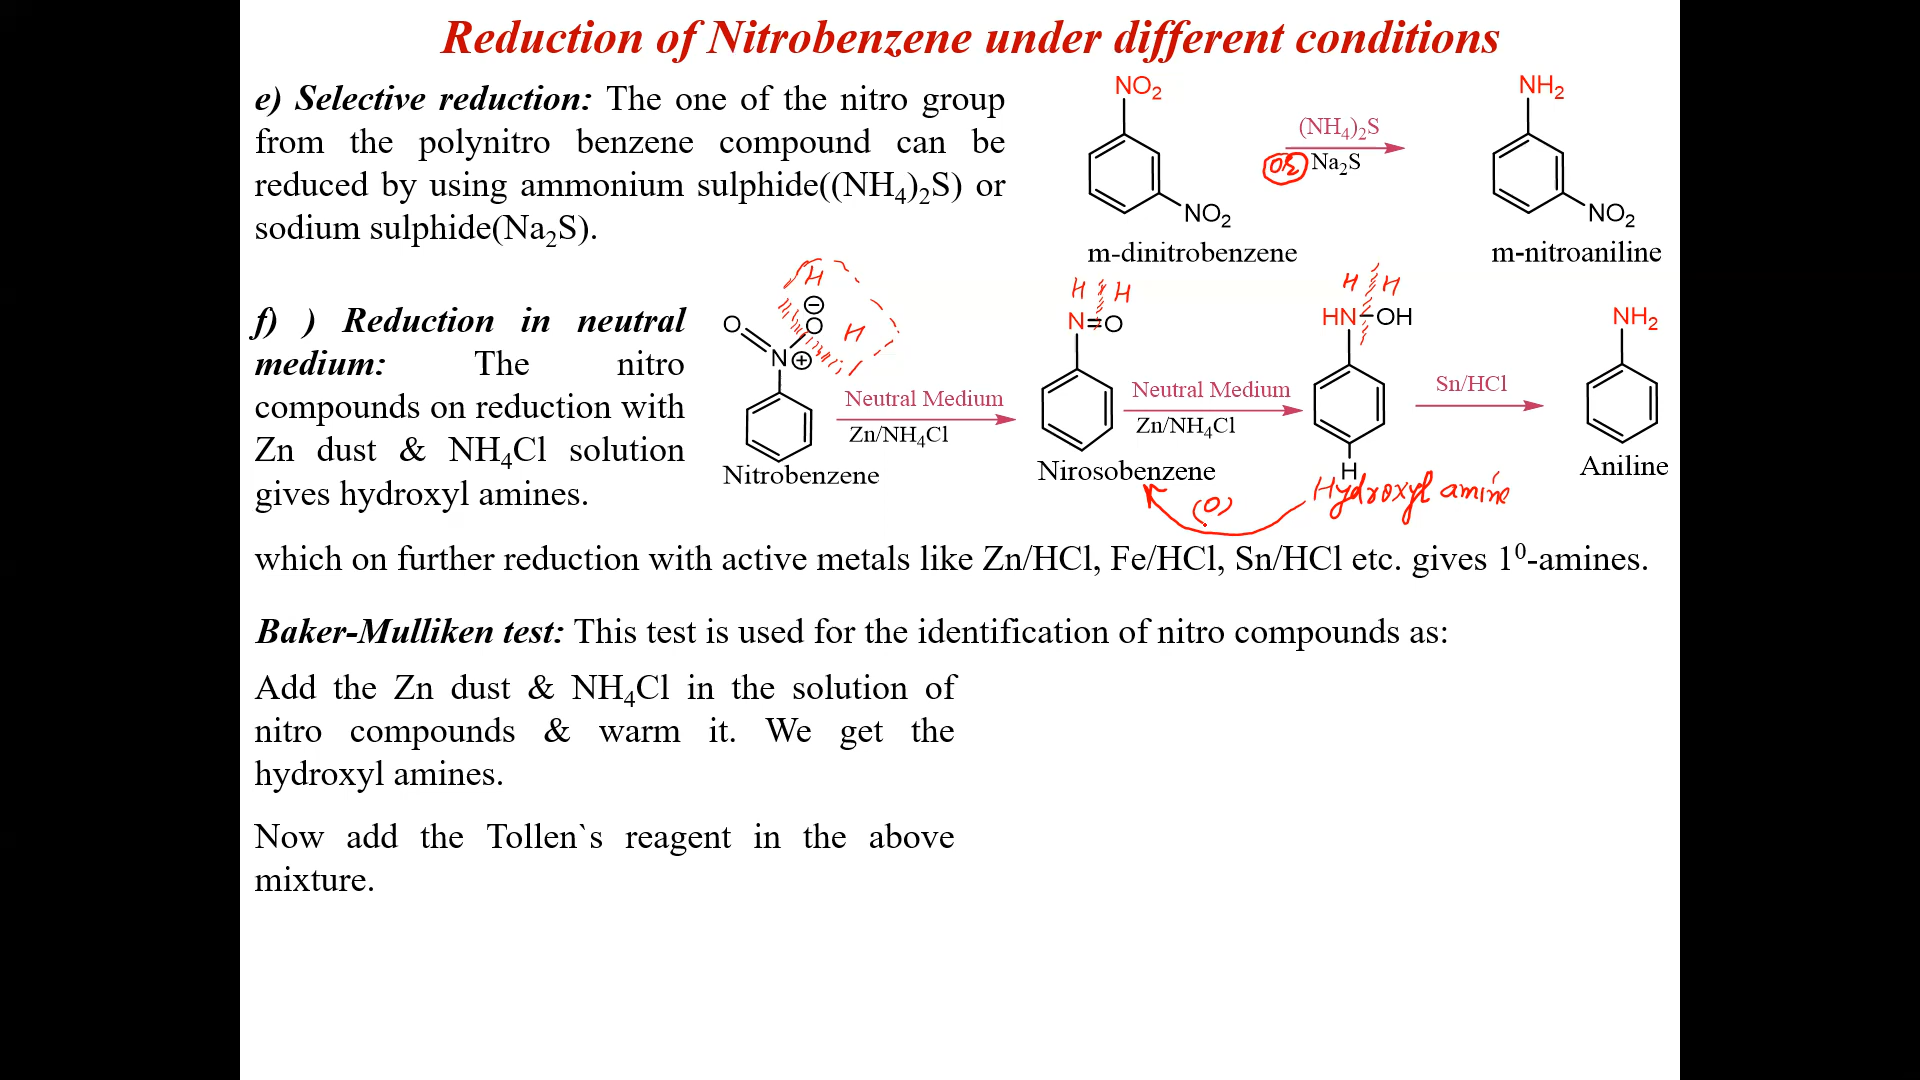 Reduction of Nitrobenzene under different conditions
e) Selective reduction: The one of the nitro group
from the polynitro benzene compound can be
reduced by using ammonium sulphide((NH₄)₂S) or
sodium sulphide(Na₂S).
NO₂
NO₂
m-dinitrobenzene
(NH₄)₂S
OR Na₂S
NH₂
NO₂
m-nitroaniline
f) ) Reduction in neutral
medium: The nitro
compounds on reduction with
Zn dust & NH₄Cl solution
gives hydroxyl amines.
H
H
O
⊖
O
N⊕
Nitrobenzene
Neutral Medium
Zn/NH₄Cl
H H
N=O
Nirosobenzene
Neutral Medium
Zn/NH₄Cl
H H
HN-OH
H
Hydroxyl amine
(O)
Sn/HCl
NH₂
Aniline
which on further reduction with active metals like Zn/HCl, Fe/HCl, Sn/HCl etc. gives 1⁰-amines.
Baker-Mulliken test: This test is used for the identification of nitro compounds as:
Add the Zn dust & NH₄Cl in the solution of
nitro compounds & warm it. We get the
hydroxyl amines.
Now add the Tollen`s reagent in the above
mixture.